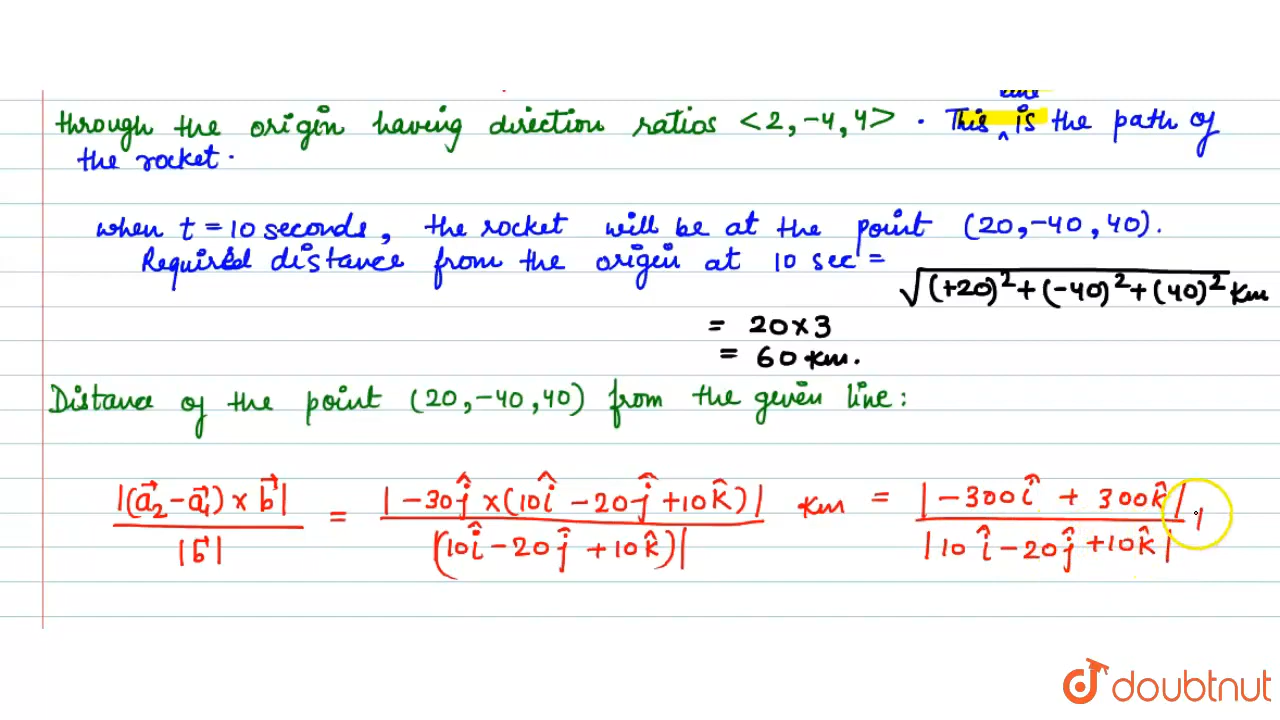 line
through the origin having direction ratios <2, -4, 4> . This ^ is the path of
the rocket.
when t = 10 seconds, the rocket will be at the point (20, -40, 40).
Required distance from the origin at 10 sec =
√(+20)² + (-40)² + (40)² Km
= 20 × 3
= 60 km.
Distance of the point (20, -40, 40) from the given line:
|(a⃗₂ - a⃗₁) × b⃗| / |b⃗| = |-30ĵ × (10î - 20ĵ + 10k̂)| / |(10î - 20ĵ + 10k̂)| Km = |-300î + 300k̂| / |10î - 20ĵ + 10k̂|
doubtnut